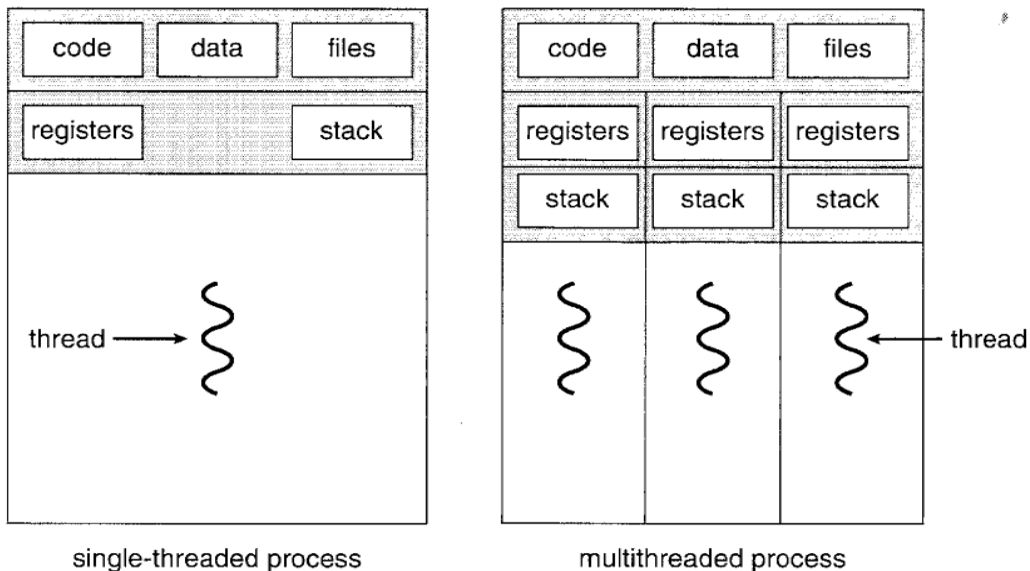 code data files code data files
registers stack registers registers registers
stack stack stack
thread thread
single-threaded process multithreaded process